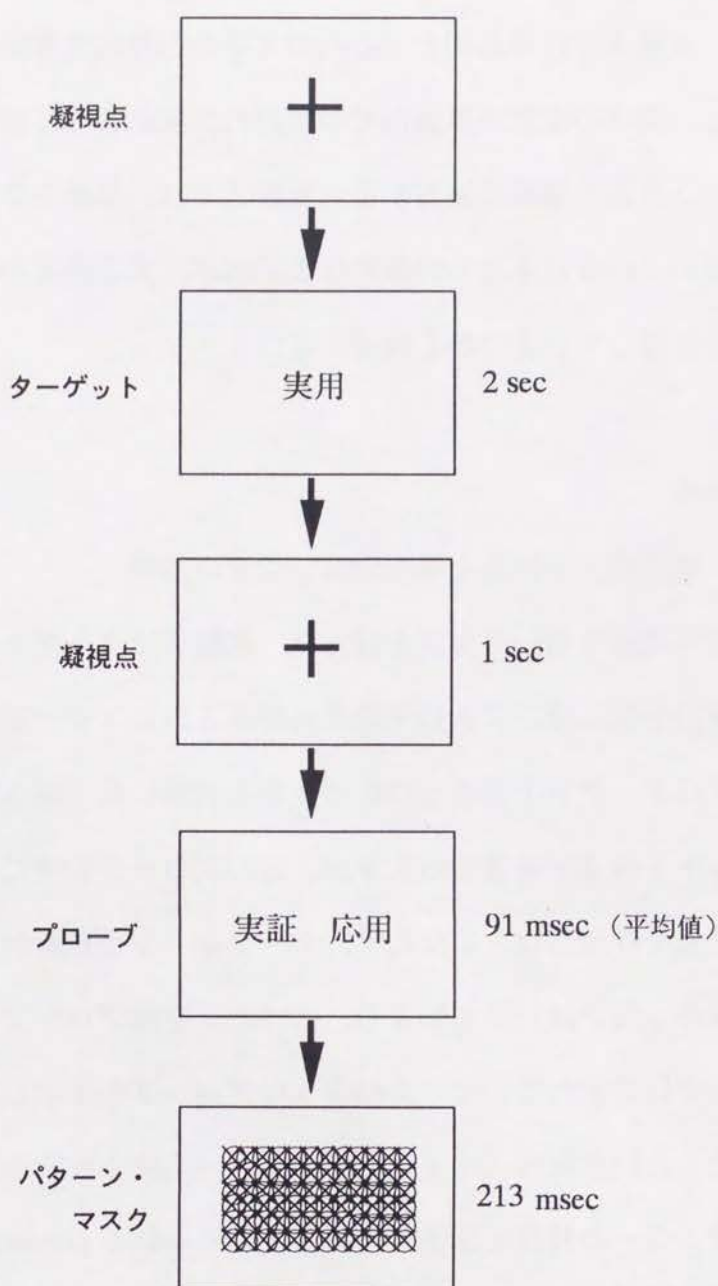 凝視点
＋
ターゲット 実用 2 sec
凝視点 ＋ 1 sec
プローブ 実証　応用 91 msec（平均値）
パターン・
マスク 213 msec